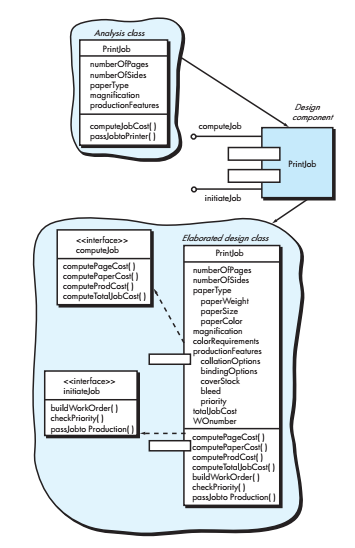 Analysis class
PrintJob
numberOfPages
numberOfSides
paperType
magnification
productionFeatures
computeJobCost( )
passJobtoPrinter( )
Design
component
computeJob
PrintJob
initiateJob
<<interface>>
computeJob
computePageCost( )
computePaperCost( )
computeProdCost( )
computeTotalJobCost( )
Elaborated design class
PrintJob
numberOfPages
numberOfSides
paperType
paperWeight
paperSize
paperColor
magnification
colorRequirements
productionFeatures
collationOptions
bindingOptions
coverStock
bleed
priority
totalJobCost
WOnumber
<<interface>>
initiateJob
buildWorkOrder( )
checkPriority( )
passJobto Production( )
computePageCost( )
computePaperCost( )
computeProdCost( )
computeTotalJobCost( )
buildWorkOrder( )
checkPriority( )
passJobto Production( )